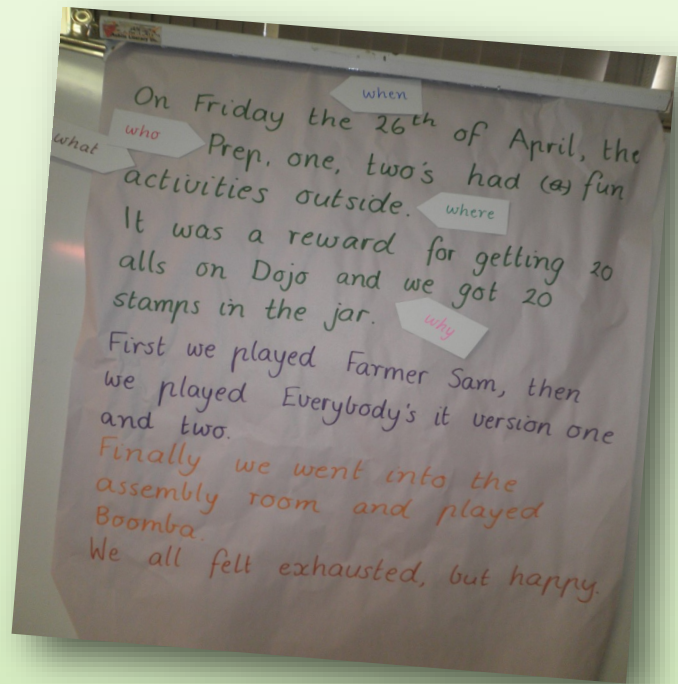 when
On Friday the 26th of April, the
who
what
Prep, one, two's had (a) fun
activities outside.
where
It was a reward for getting 20
alls on Dojo and we got 20
stamps in the jar.
why
First we played Farmer Sam, then
we played Everybody's it version one
and two.
Finally we went into the
assembly room and played
Boomba.
We all felt exhausted, but happy.